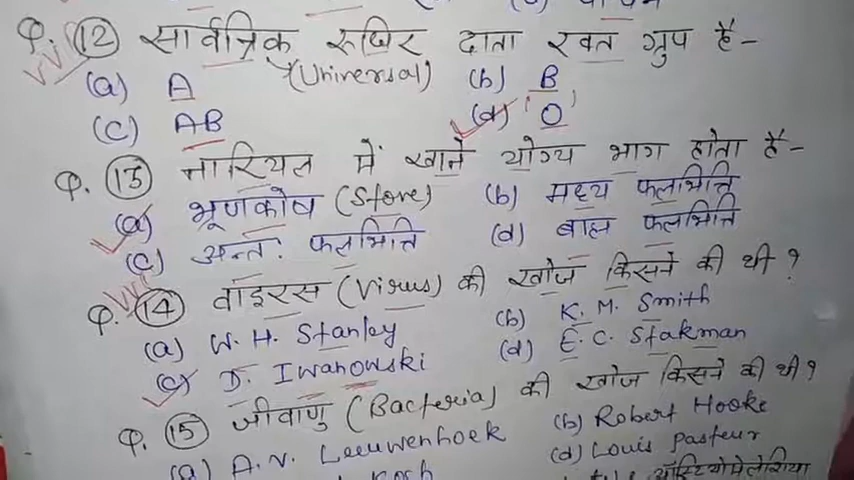 Q. (12) सार्वत्रिक रुधिर दाता रक्त ग्रुप है -
(Universal)
(a) A (b) B
(c) AB (d) O
Q. (13) नारियल में खाने योग्य भाग होता है -
(a) भ्रूणकोष (Store) (b) मध्य फलभित्ति
(c) अन्त: फलभित्ति (d) बाह्य फलभित्ति
Q. (14) वाइरस (Virus) की खोज किसने की थी ?
(a) W. H. Stanley (b) K. M. Smith
(c) D. Iwanowski (d) E. C. Stakman
Q. (15) जीवाणु (Bacteria) की खोज किसने की थी ?
(a) A. V. Leeuwenhoek (b) Robert Hooke
Koch (d) Louis Pasteur